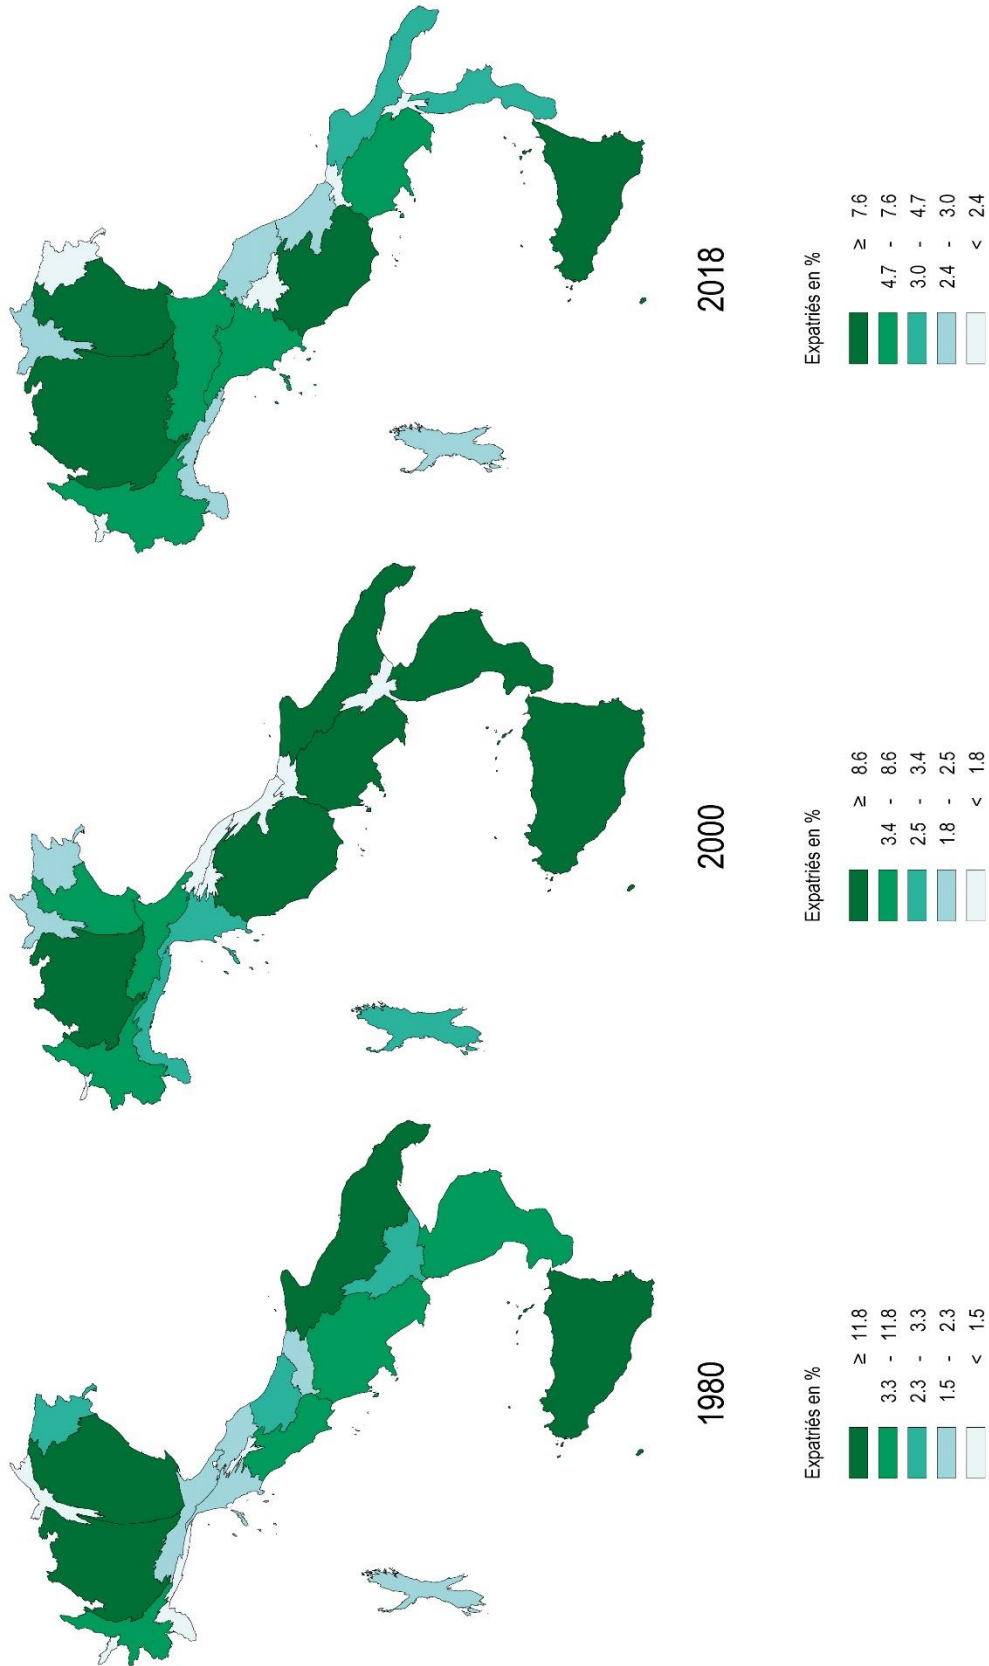 1980
2000
2018
Expatriés en %
≥ 11.8
3.3 - 11.8
2.3 - 3.3
1.5 - 2.3
< 1.5
Expatriés en %
≥ 8.6
3.4 - 8.6
2.5 - 3.4
1.8 - 2.5
< 1.8
Expatriés en %
≥ 7.6
4.7 - 7.6
3.0 - 4.7
2.4 - 3.0
< 2.4